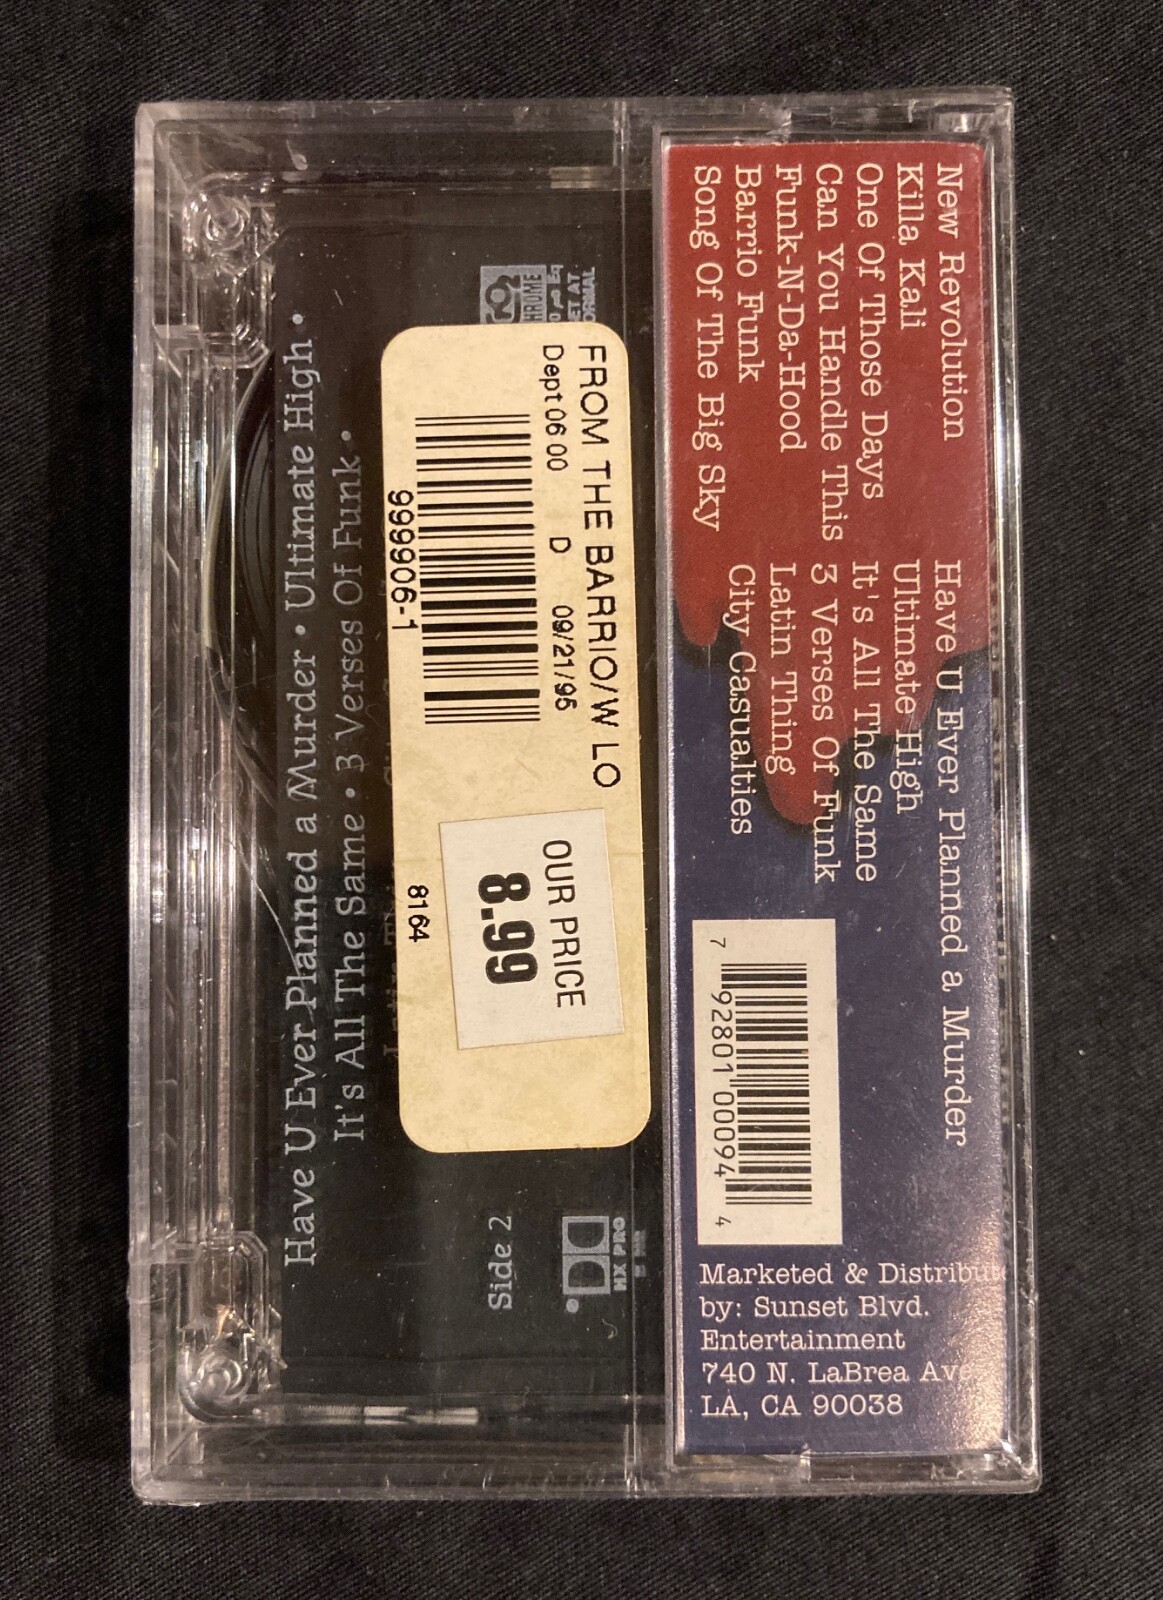 New Revolution
Killa Kali
One Of Those Days
Can You Handle This
Funk-N-Da-Hood
Barrio Funk
Song Of The Big Sky
Have U Ever Planned a Murder
Ultimate High
It's All The Same
3 Verses Of Funk
Latin Thing
City Casualties
7 92801 00094 4
Marketed & Distribute
by: Sunset Blvd.
Entertainment
740 N. LaBrea Ave
LA, CA 90038
FROM THE BARRIO/W LO
Dept 06 00 D 09/21/95
999906-1
OUR PRICE
8.99
8164
Have U Ever Planned a Murder • Ultimate High •
It's All The Same • 3 Verses Of Funk •
Side 2
HX PRO